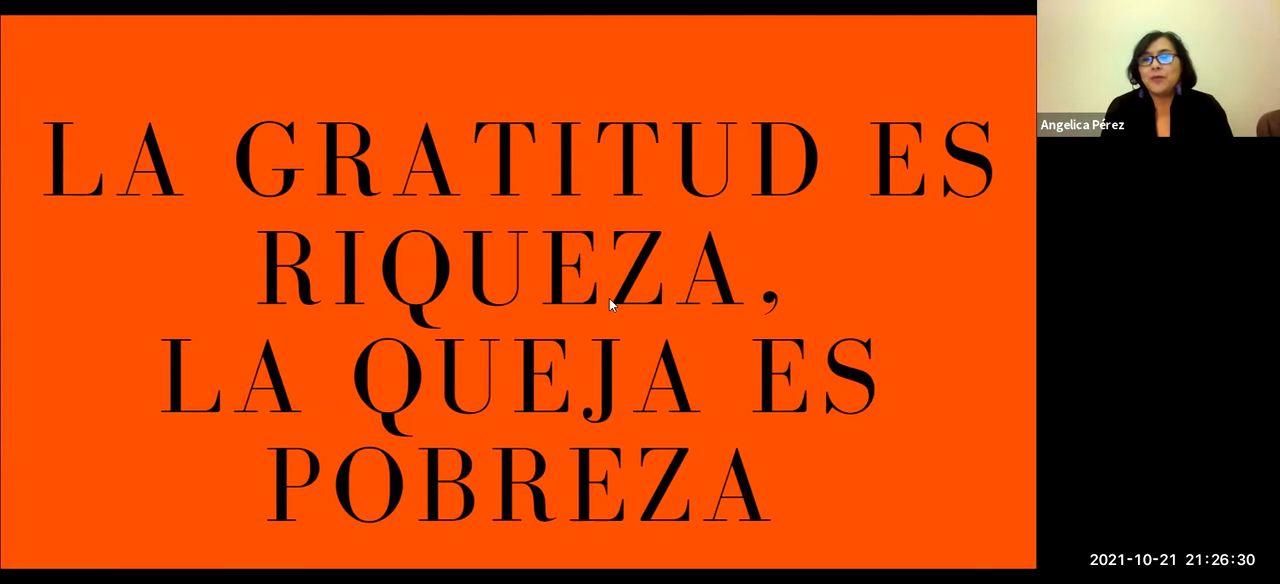 LA GRATITUD ES
RIQUEZA,
LA QUEJA ES
POBREZA
Angelica Pérez
2021-10-21 21:26:30